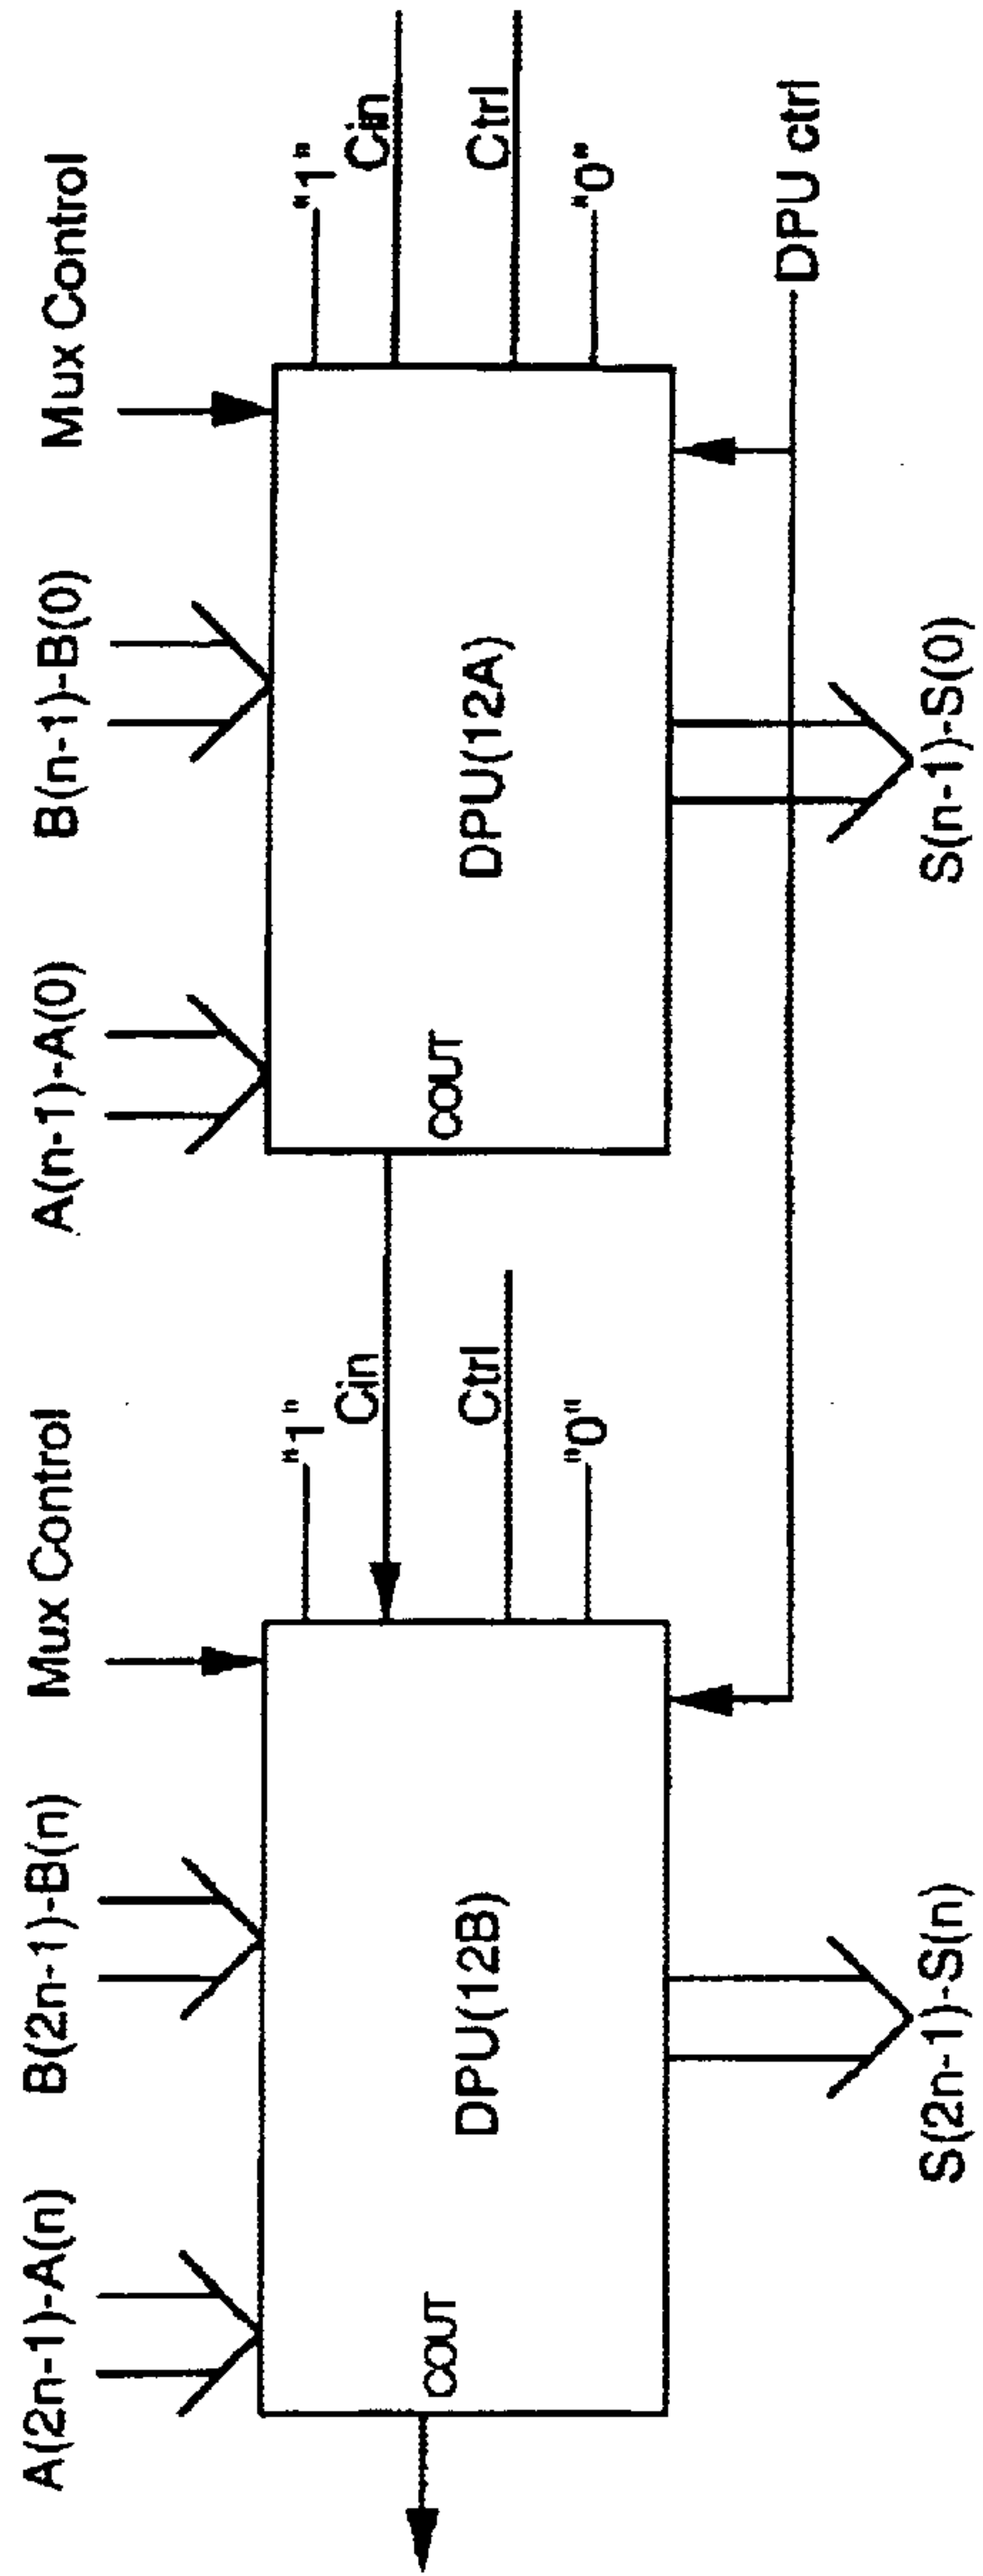 A(2n-1)-A(n)
B(2n-1)-B(n)
Mux Control
A(n-1)-A(0)
B(n-1)-B(0)
Mux Control
"1"
Cin
Ctrl
"0"
"1"
Cin
Ctrl
"0"
COUT
DPU(12B)
COUT
DPU(12A)
DPU ctrl
S(2n-1)-S(n)
S(n-1)-S(0)